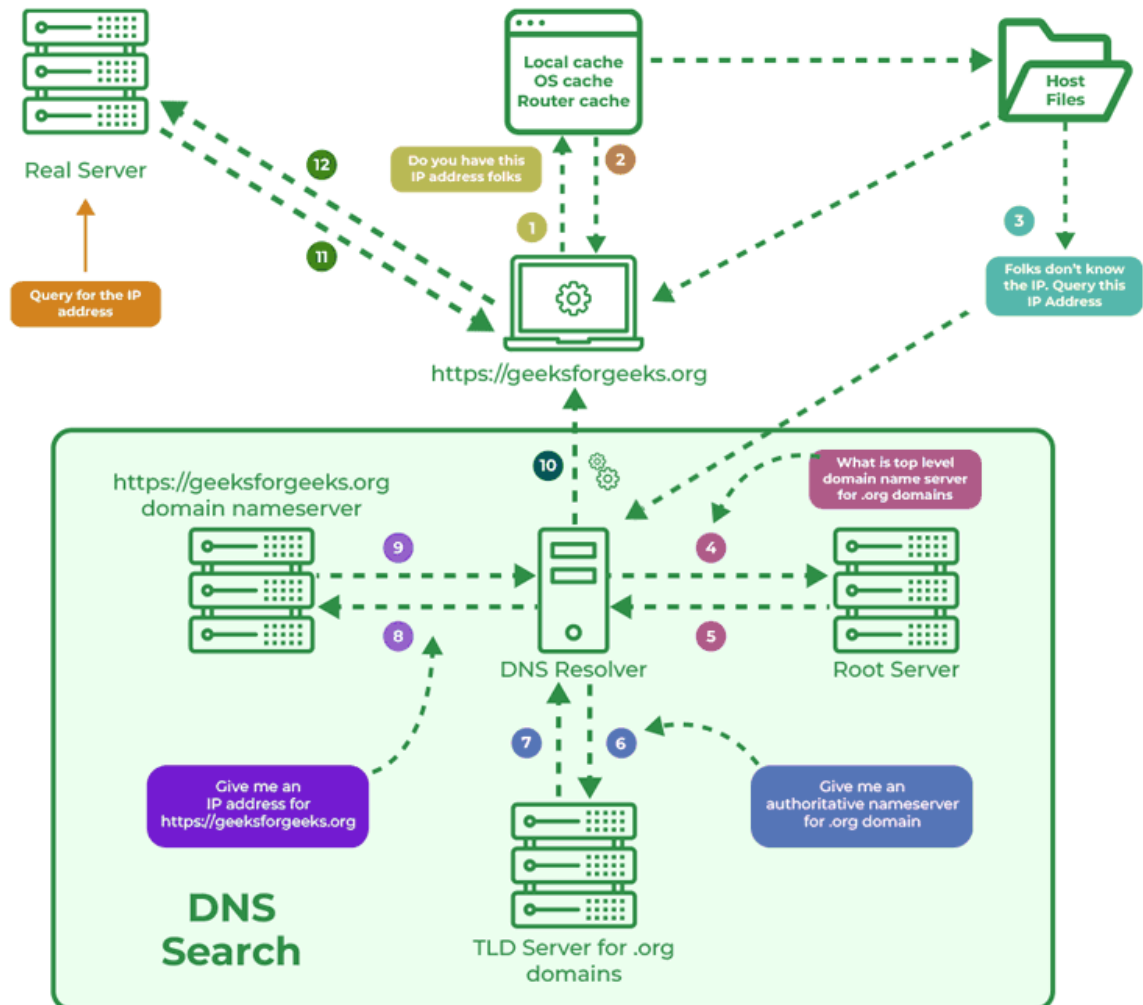 Local cache
OS cache
Router cache
Host
Files
Real Server
12
Do you have this
IP address folks
2
1
3
11
Query for the IP
address
Folks don't know
the IP. Query this
IP Address
https://geeksforgeeks.org
https://geeksforgeeks.org
domain nameserver
10
What is top level
domain name server
for .org domains
9
4
8
5
DNS Resolver
Root Server
7
6
Give me an
IP address for
https://geeksforgeeks.org
Give me an
authoritative nameserver
for .org domain
DNS
Search
TLD Server for .org
domains